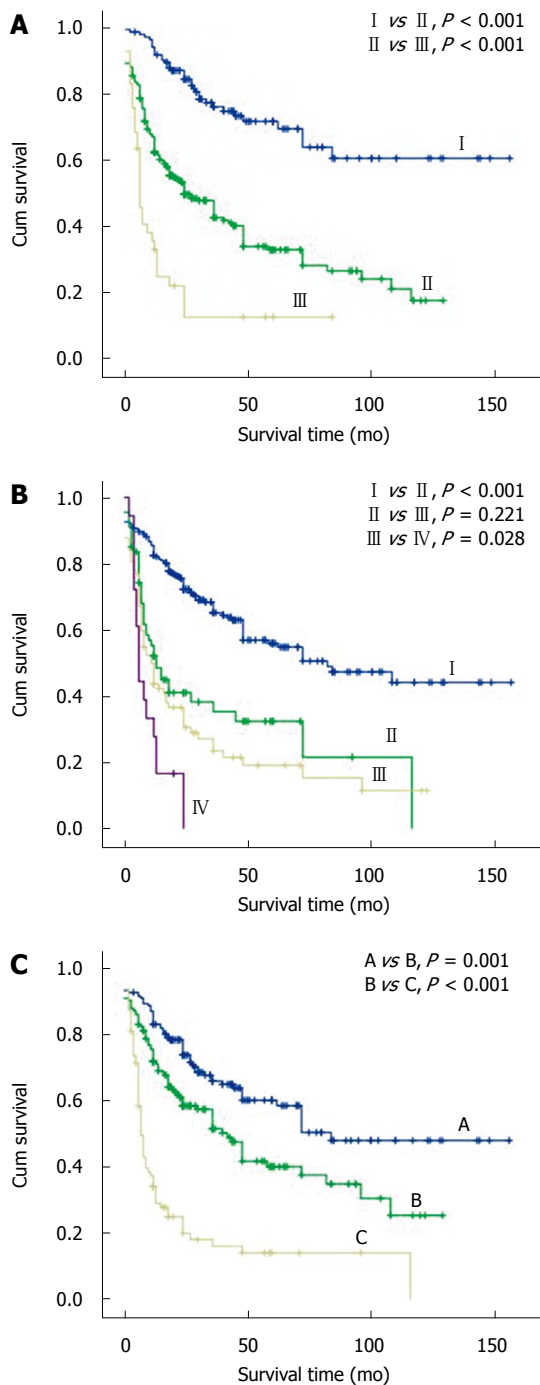 A
Ⅰ vs Ⅱ, P < 0.001
Ⅱ vs Ⅲ, P < 0.001
1.0
0.8
0.6
0.4
0.2
0.0
Cum survival
Ⅰ
Ⅱ
Ⅲ
0 50 100 150
Survival time (mo)
B
Ⅰ vs Ⅱ, P < 0.001
Ⅱ vs Ⅲ, P = 0.221
Ⅲ vs Ⅳ, P = 0.028
1.0
0.8
0.6
0.4
0.2
0.0
Cum survival
Ⅰ
Ⅱ
Ⅲ
Ⅳ
0 50 100 150
Survival time (mo)
C
A vs B, P = 0.001
B vs C, P < 0.001
1.0
0.8
0.6
0.4
0.2
0.0
Cum survival
A
B
C
0 50 100 150
Survival time (mo)